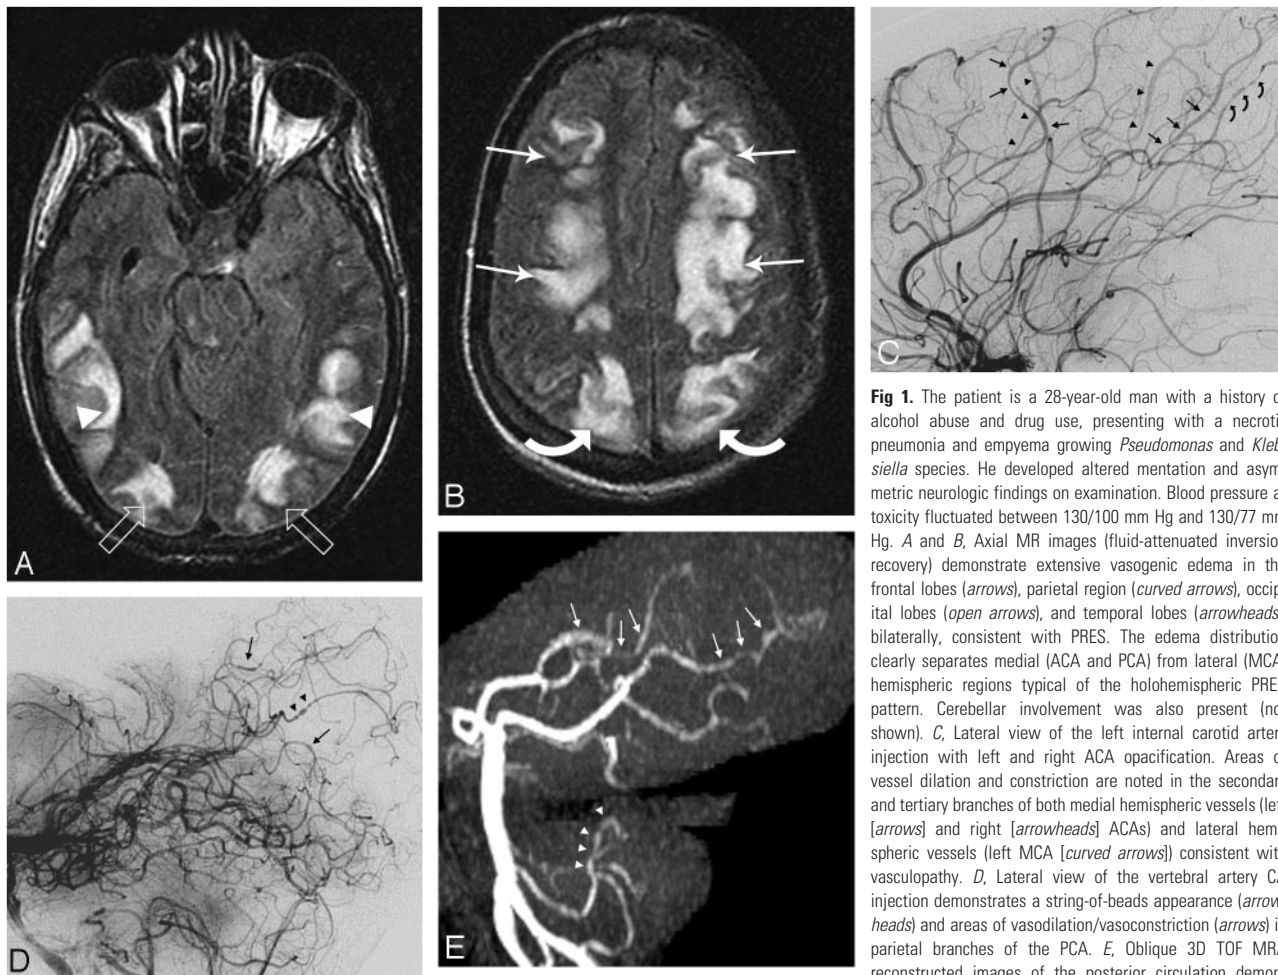 A
B
C
D
E
Fig 1. The patient is a 28-year-old man with a history o
alcohol abuse and drug use, presenting with a necroti
pneumonia and empyema growing Pseudomonas and Kleb
siella species. He developed altered mentation and asym
metric neurologic findings on examination. Blood pressure a
toxicity fluctuated between 130/100 mm Hg and 130/77 mm
Hg. A and B, Axial MR images (fluid-attenuated inversio
recovery) demonstrate extensive vasogenic edema in th
frontal lobes (arrows), parietal region (curved arrows), occip
ital lobes (open arrows), and temporal lobes (arrowheads
bilaterally, consistent with PRES. The edema distribution
clearly separates medial (ACA and PCA) from lateral (MCA
hemispheric regions typical of the holohemispheric PRE
pattern. Cerebellar involvement was also present (no
shown). C, Lateral view of the left internal carotid arter
injection with left and right ACA opacification. Areas o
vessel dilation and constriction are noted in the secondar
and tertiary branches of both medial hemispheric vessels (lef
[arrows] and right [arrowheads] ACAs) and lateral hemi
spheric vessels (left MCA [curved arrows]) consistent wit
vasculopathy. D, Lateral view of the vertebral artery CA
injection demonstrates a string-of-beads appearance (arrow
heads) and areas of vasodilation/vasoconstriction (arrows) i
parietal branches of the PCA. E, Oblique 3D TOF MR
reconstructed images of the posterior circulation demon